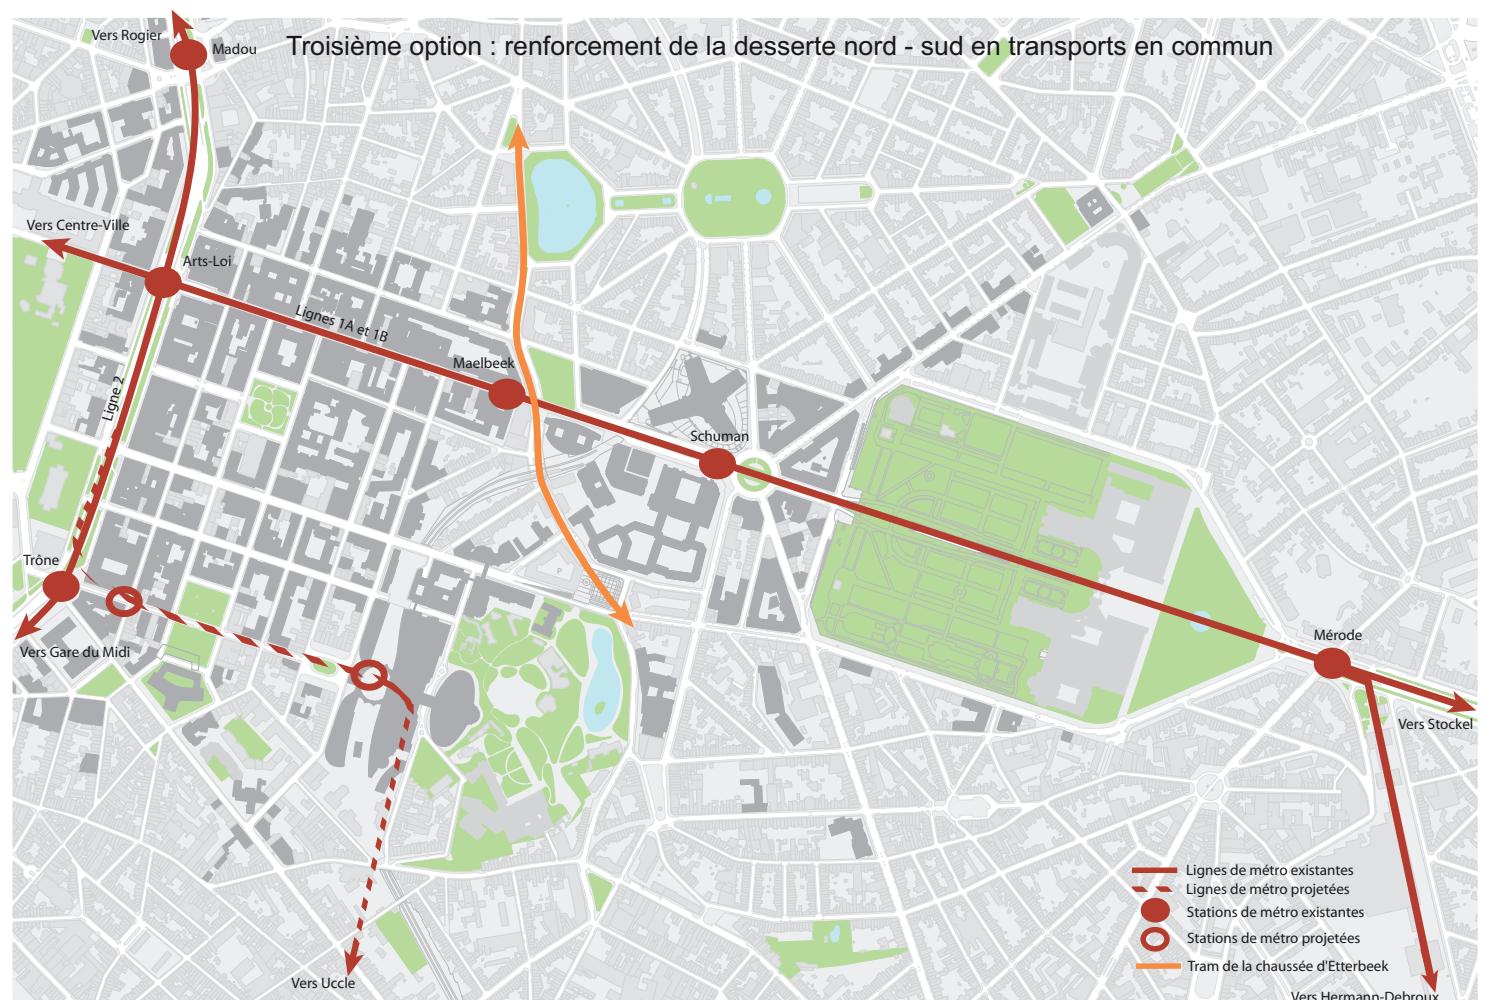 Troisième option : renforcement de la desserte nord - sud en transports en commun
Vers Rogier
Madou
Vers Centre-Ville
Arts-Loi
Lignes 1A et 1B
Maelbeek
Ligne 2
Schuman
Trône
Vers Gare du Midi
P
Mérode
Vers Stockel
Vers Uccle
Lignes de métro existantes
Lignes de métro projetées
Stations de métro existantes
Stations de métro projetées
Tram de la chaussée d'Etterbeek
Vers Hermann-Debroux